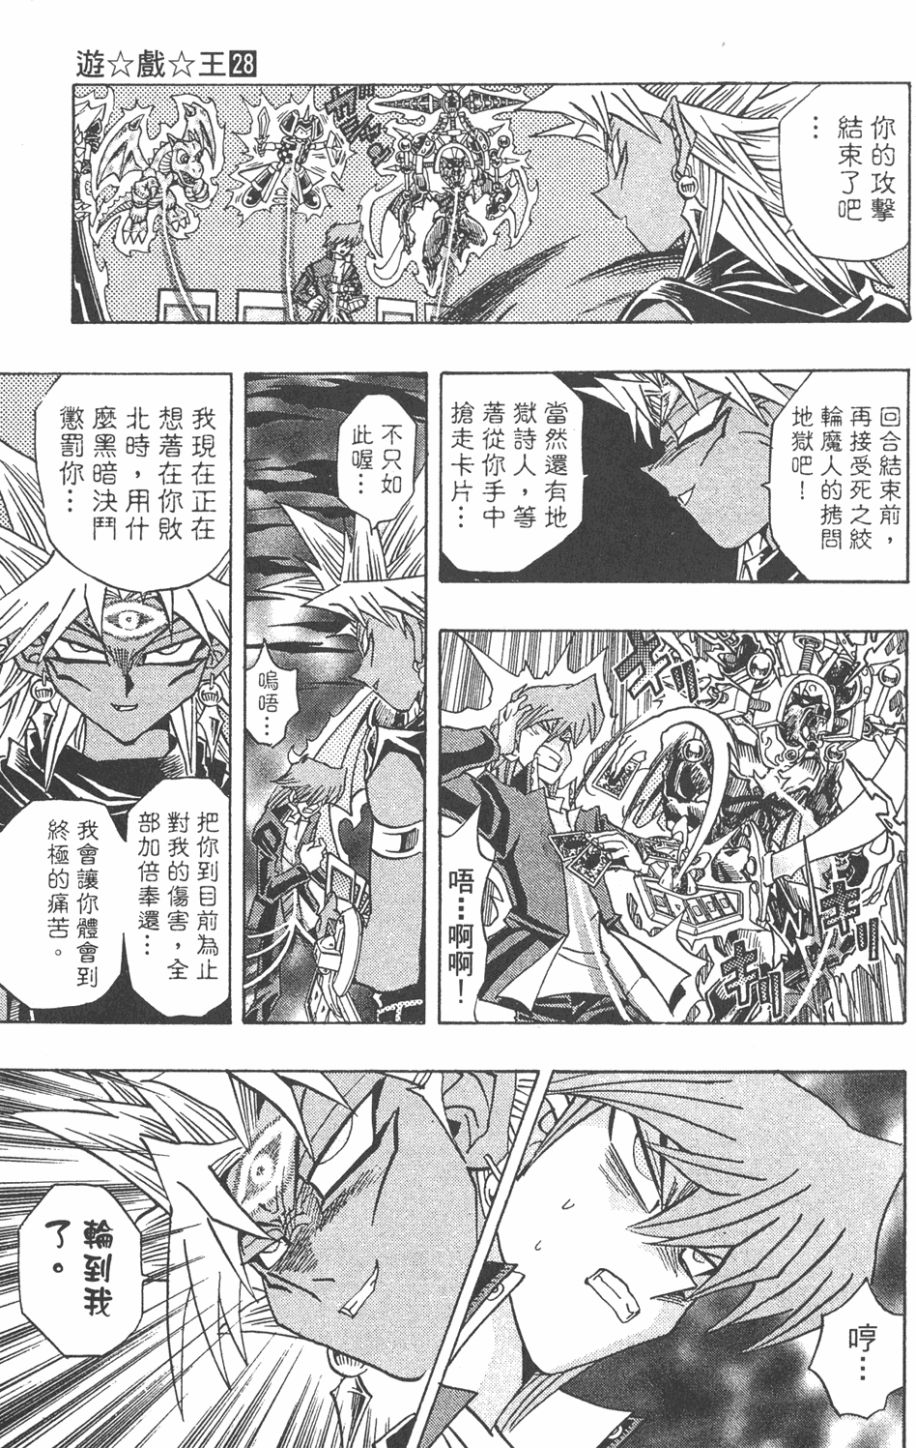 遊☆戲☆王28
你的攻擊
結束了吧
⋯
回合結束前，
再接受死之絞
輪魔人的拷問
地獄吧！
當然還有地
獄詩人，等
著從你手中
搶走卡片⋯
唔⋯啊啊！
不只如
此喔⋯
嗚唔⋯
我現在正在
想著在你敗
北時，用什
麼黑暗決鬥
懲罰你⋯
把你到目前為止
對我的傷害，全
部加倍奉還⋯
我會讓你體會到
終極的痛苦。
哼⋯
輪到我
了。